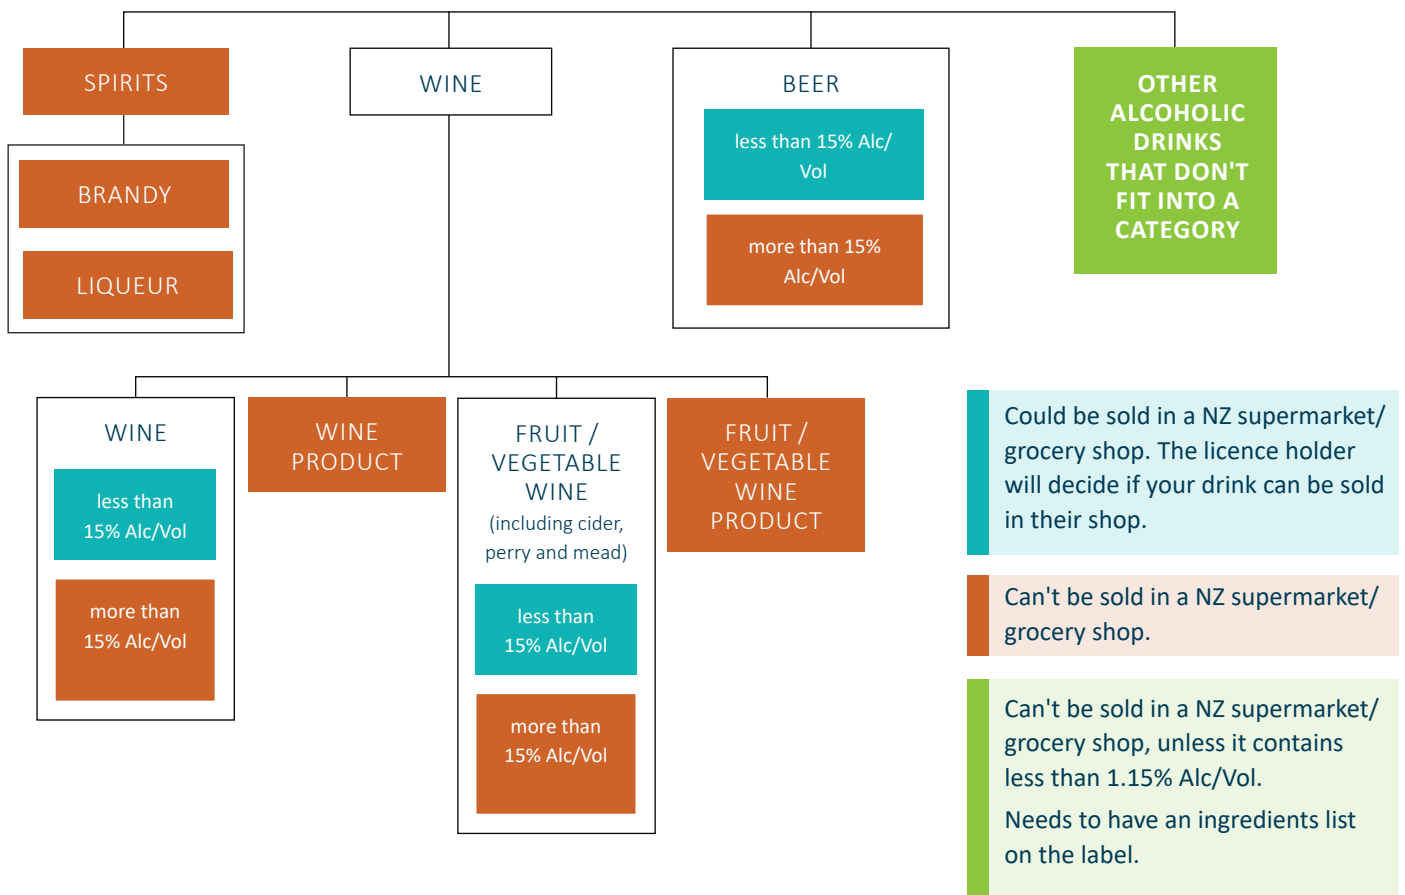 SPIRITS
BRANDY
LIQUEUR
WINE
BEER
less than 15% Alc/
Vol
more than 15%
Alc/Vol
OTHER
ALCOHOLIC
DRINKS
THAT DON'T
FIT INTO A
CATEGORY
WINE
less than
15% Alc/Vol
more than
15% Alc/Vol
WINE
PRODUCT
FRUIT /
VEGETABLE
WINE
(including cider,
perry and mead)
less than
15% Alc/Vol
more than
15% Alc/Vol
FRUIT /
VEGETABLE
WINE
PRODUCT
Could be sold in a NZ supermarket/
grocery shop. The licence holder
will decide if your drink can be sold
in their shop.
Can't be sold in a NZ supermarket/
grocery shop.
Can't be sold in a NZ supermarket/
grocery shop, unless it contains
less than 1.15% Alc/Vol.
Needs to have an ingredients list
on the label.